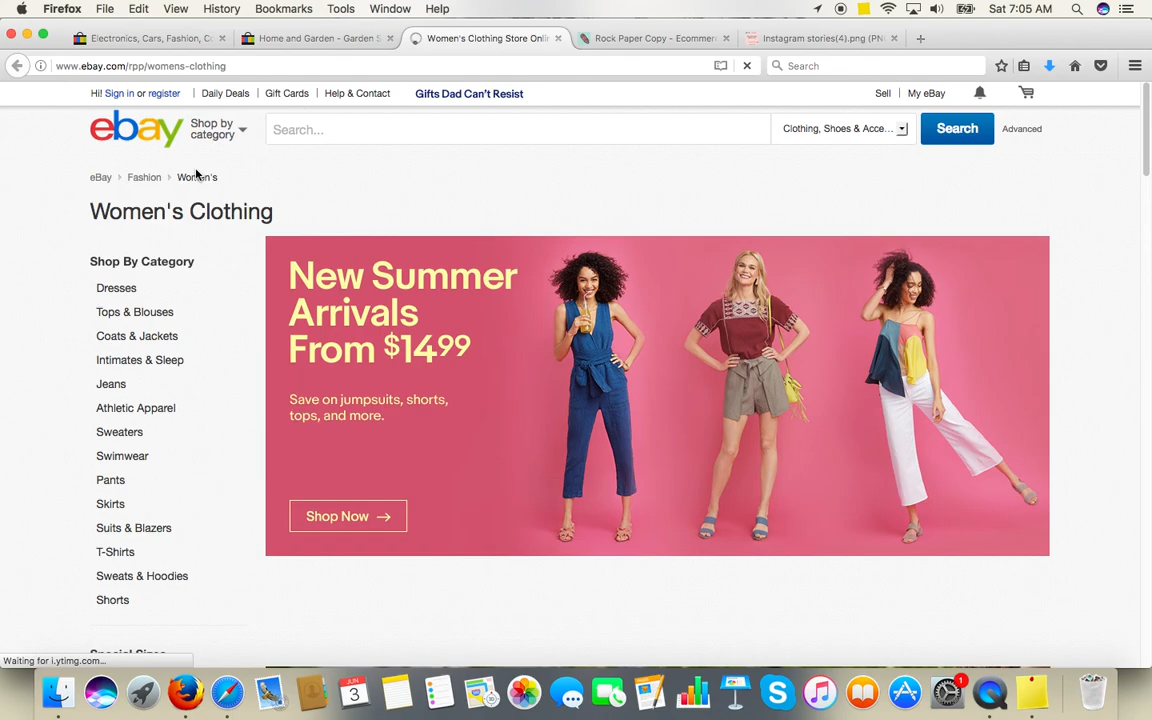 Firefox File Edit View History Bookmarks Tools Window Help Sat 7:05 AM
Electronics, Cars, Fashion, C Home and Garden - Garden S Women's Clothing Store Onli Rock Paper Copy - Ecommer Instagram stories(4).png (PN
www.ebay.com/rpp/womens-clothing Search
Hi! Sign in or register Daily Deals Gift Cards Help & Contact Gifts Dad Can't Resist Sell My eBay
ebay Shop by category Search... Clothing, Shoes & Acce... Search Advanced
eBay Fashion Women's
Women's Clothing
Shop By Category
Dresses
Tops & Blouses
Coats & Jackets
Intimates & Sleep
Jeans
Athletic Apparel
Sweaters
Swimwear
Pants
Skirts
Suits & Blazers
T-Shirts
Sweats & Hoodies
Shorts
Special Sizes
New Summer
Arrivals
From $14.99
Save on jumpsuits, shorts,
tops, and more.
Shop Now →
Waiting for i.ytimg.com...
JUN
3
1